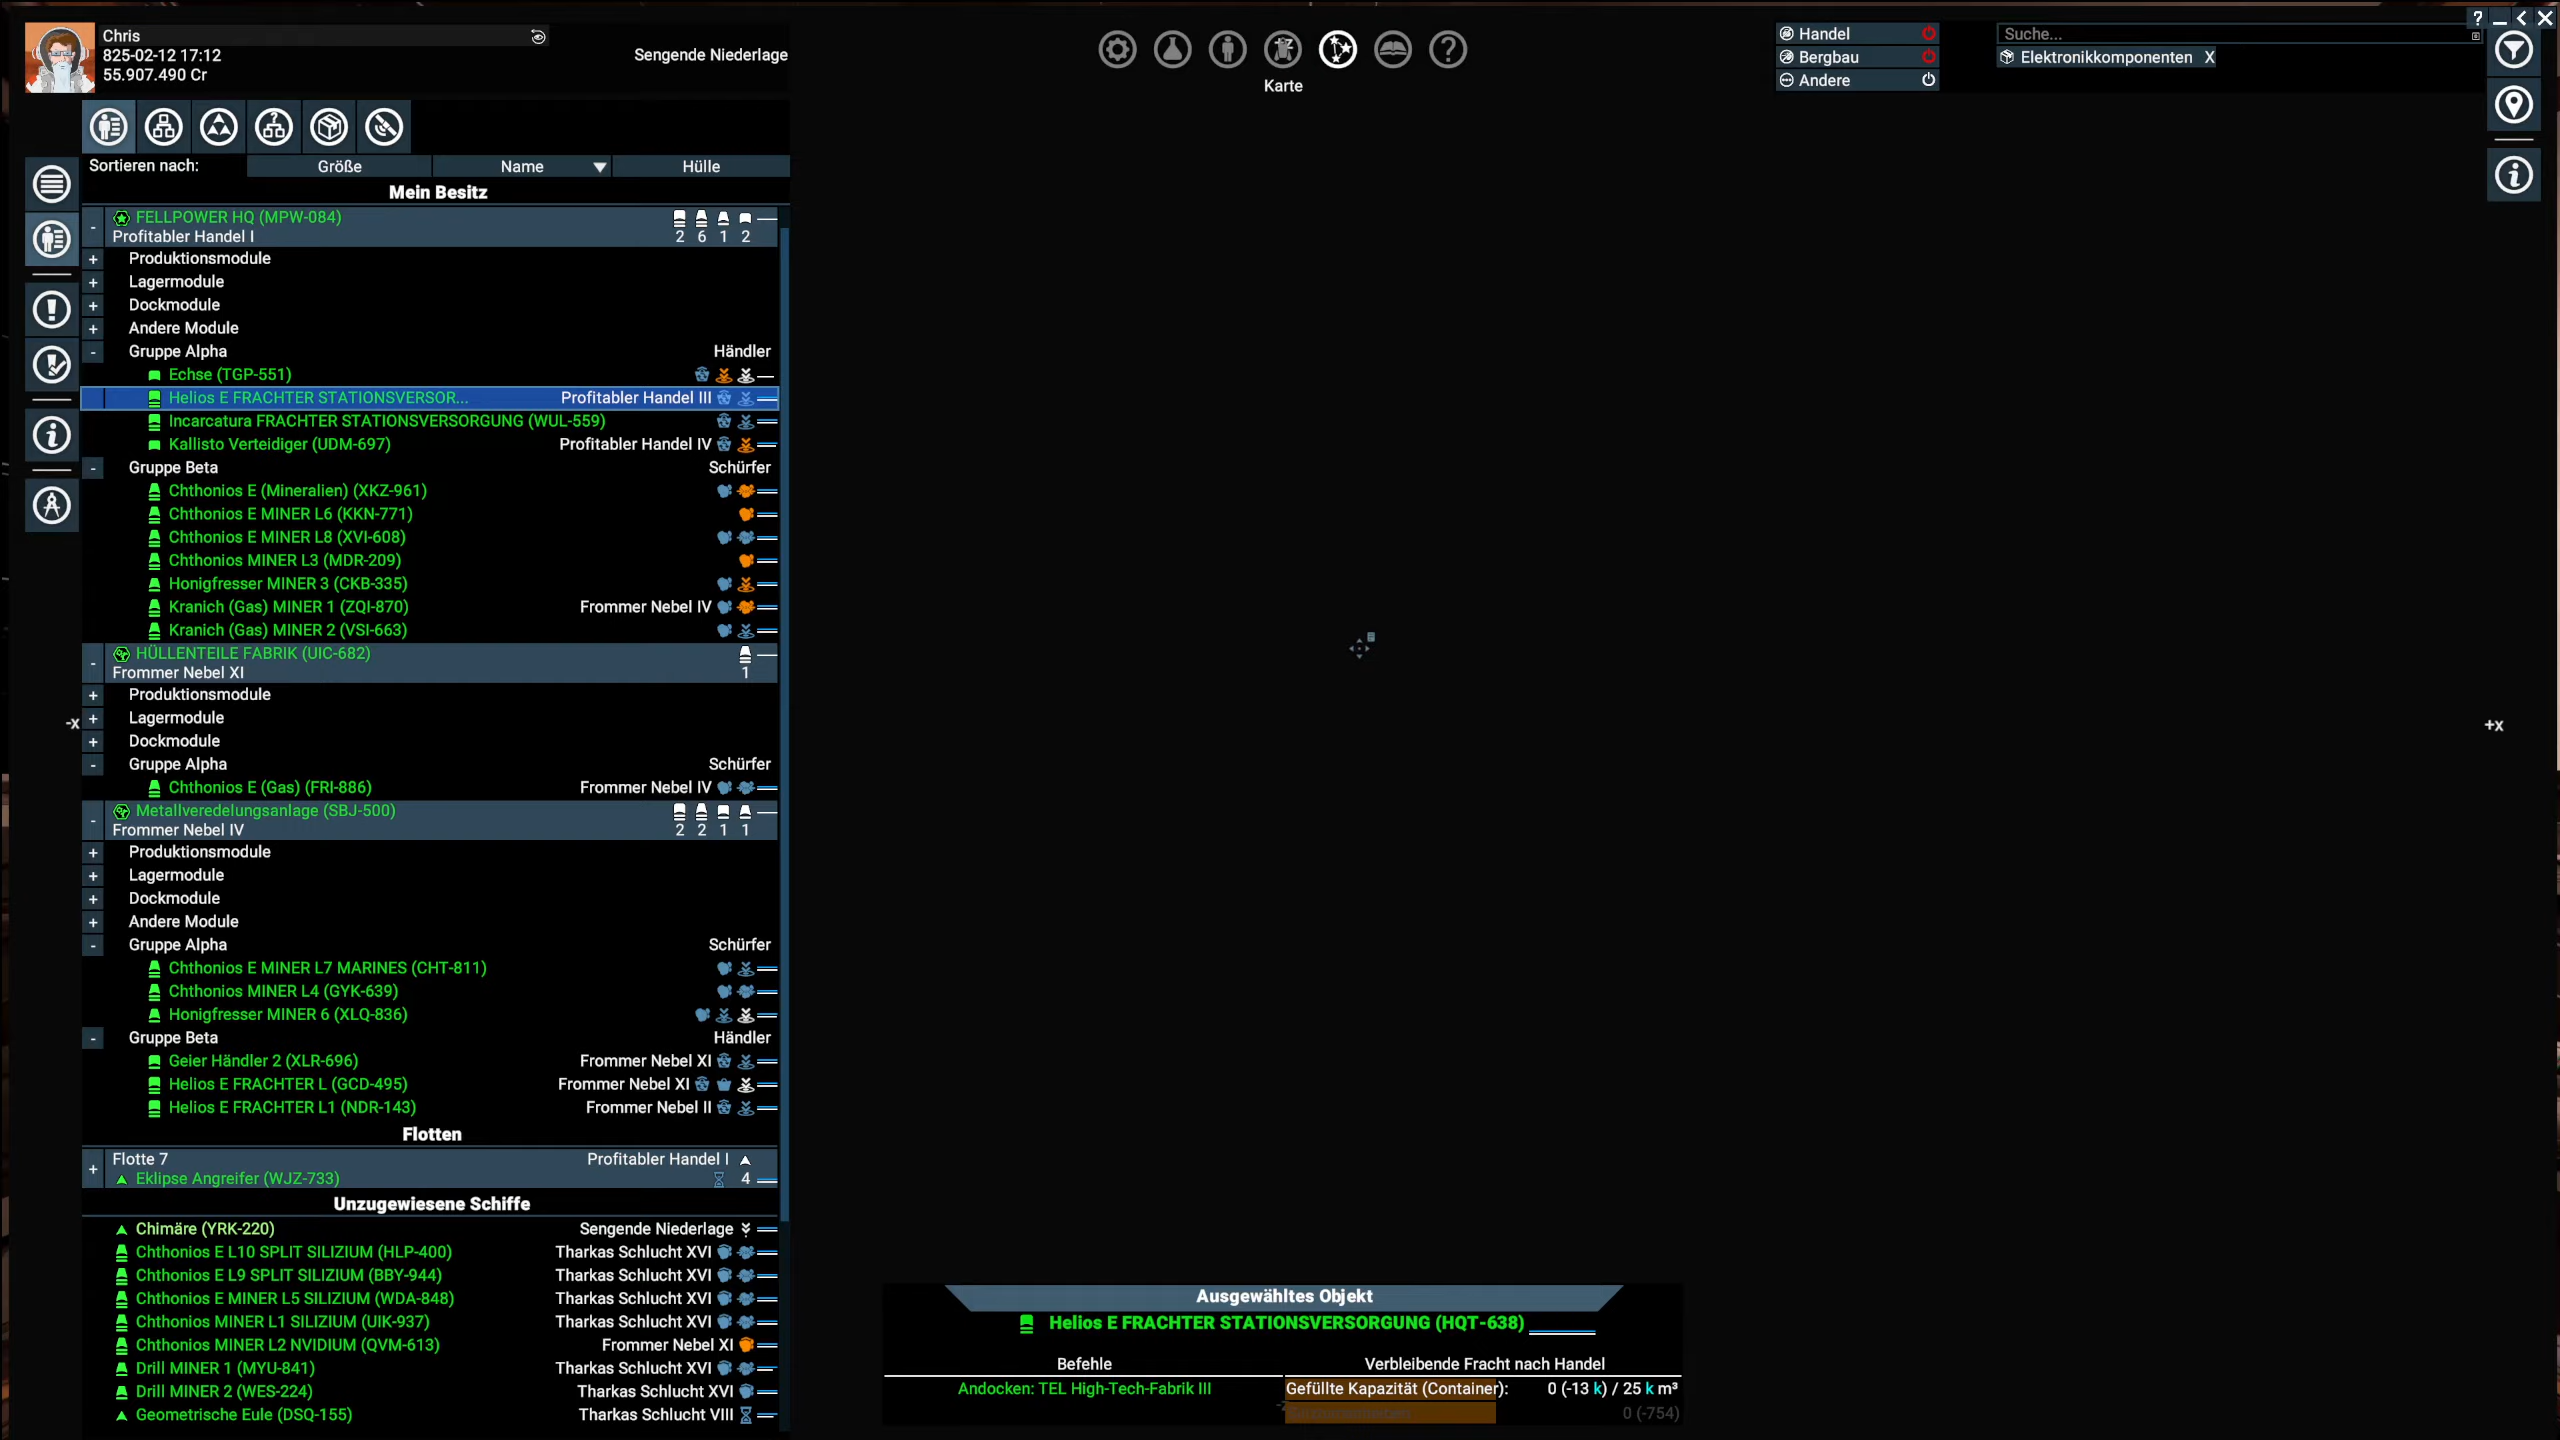 Chris
825-02-12 17:12
55.907.490 Cr
Sengende Niederlage
Karte
Handel
Bergbau
Andere
Suche...
Elektronikkomponenten X
Sortieren nach:
Größe
Name
Hülle
Mein Besitz
- FELLPOWER HQ (MPW-084)
Profitabler Handel I 2 6 1 2
+ Produktionsmodule
+ Lagermodule
+ Dockmodule
+ Andere Module
- Gruppe Alpha Händler
Echse (TGP-551)
Helios E FRACHTER STATIONSVERSOR... Profitabler Handel III
Incarcatura FRACHTER STATIONSVERSORGUNG (WUL-559)
Kallisto Verteidiger (UDM-697) Profitabler Handel IV
- Gruppe Beta Schürfer
Chthonios E (Mineralien) (XKZ-961)
Chthonios E MINER L6 (KKN-771)
Chthonios E MINER L8 (XVI-608)
Chthonios MINER L3 (MDR-209)
Honigfresser MINER 3 (CKB-335)
Kranich (Gas) MINER 1 (ZQI-870) Frommer Nebel IV
Kranich (Gas) MINER 2 (VSI-663)
- HÜLLENTEILE FABRIK (UIC-682)
Frommer Nebel XI 1
+ Produktionsmodule
+ Lagermodule
+ Dockmodule
- Gruppe Alpha Schürfer
Chthonios E (Gas) (FRI-886) Frommer Nebel IV
- Metallveredelungsanlage (SBJ-500)
Frommer Nebel IV 2 2 1 1
+ Produktionsmodule
+ Lagermodule
+ Dockmodule
+ Andere Module
- Gruppe Alpha Schürfer
Chthonios E MINER L7 MARINES (CHT-811)
Chthonios MINER L4 (GYK-639)
Honigfresser MINER 6 (XLQ-836)
- Gruppe Beta Händler
Geier Händler 2 (XLR-696) Frommer Nebel XI
Helios E FRACHTER L (GCD-495) Frommer Nebel XI
Helios E FRACHTER L1 (NDR-143) Frommer Nebel II
Flotten
+ Flotte 7 Profitabler Handel I
Eklipse Angreifer (WJZ-733) 4
Unzugewiesene Schiffe
Chimäre (YRK-220) Sengende Niederlage
Chthonios E L10 SPLIT SILIZIUM (HLP-400) Tharkas Schlucht XVI
Chthonios E L9 SPLIT SILIZIUM (BBY-944) Tharkas Schlucht XVI
Chthonios E MINER L5 SILIZIUM (WDA-848) Tharkas Schlucht XVI
Chthonios MINER L1 SILIZIUM (UIK-937) Tharkas Schlucht XVI
Chthonios MINER L2 NVIDIUM (QVM-613) Frommer Nebel XI
Drill MINER 1 (MYU-841) Tharkas Schlucht XVI
Drill MINER 2 (WES-224) Tharkas Schlucht XVI
Geometrische Eule (DSQ-155) Tharkas Schlucht VIII
-x
+x
Ausgewähltes Objekt
Helios E FRACHTER STATIONSVERSORGUNG (HQT-638)
Befehle
Verbleibende Fracht nach Handel
Andocken: TEL High-Tech-Fabrik III
Gefüllte Kapazität (Container): 0 (-13 k) / 25 k m³
0 (-754)